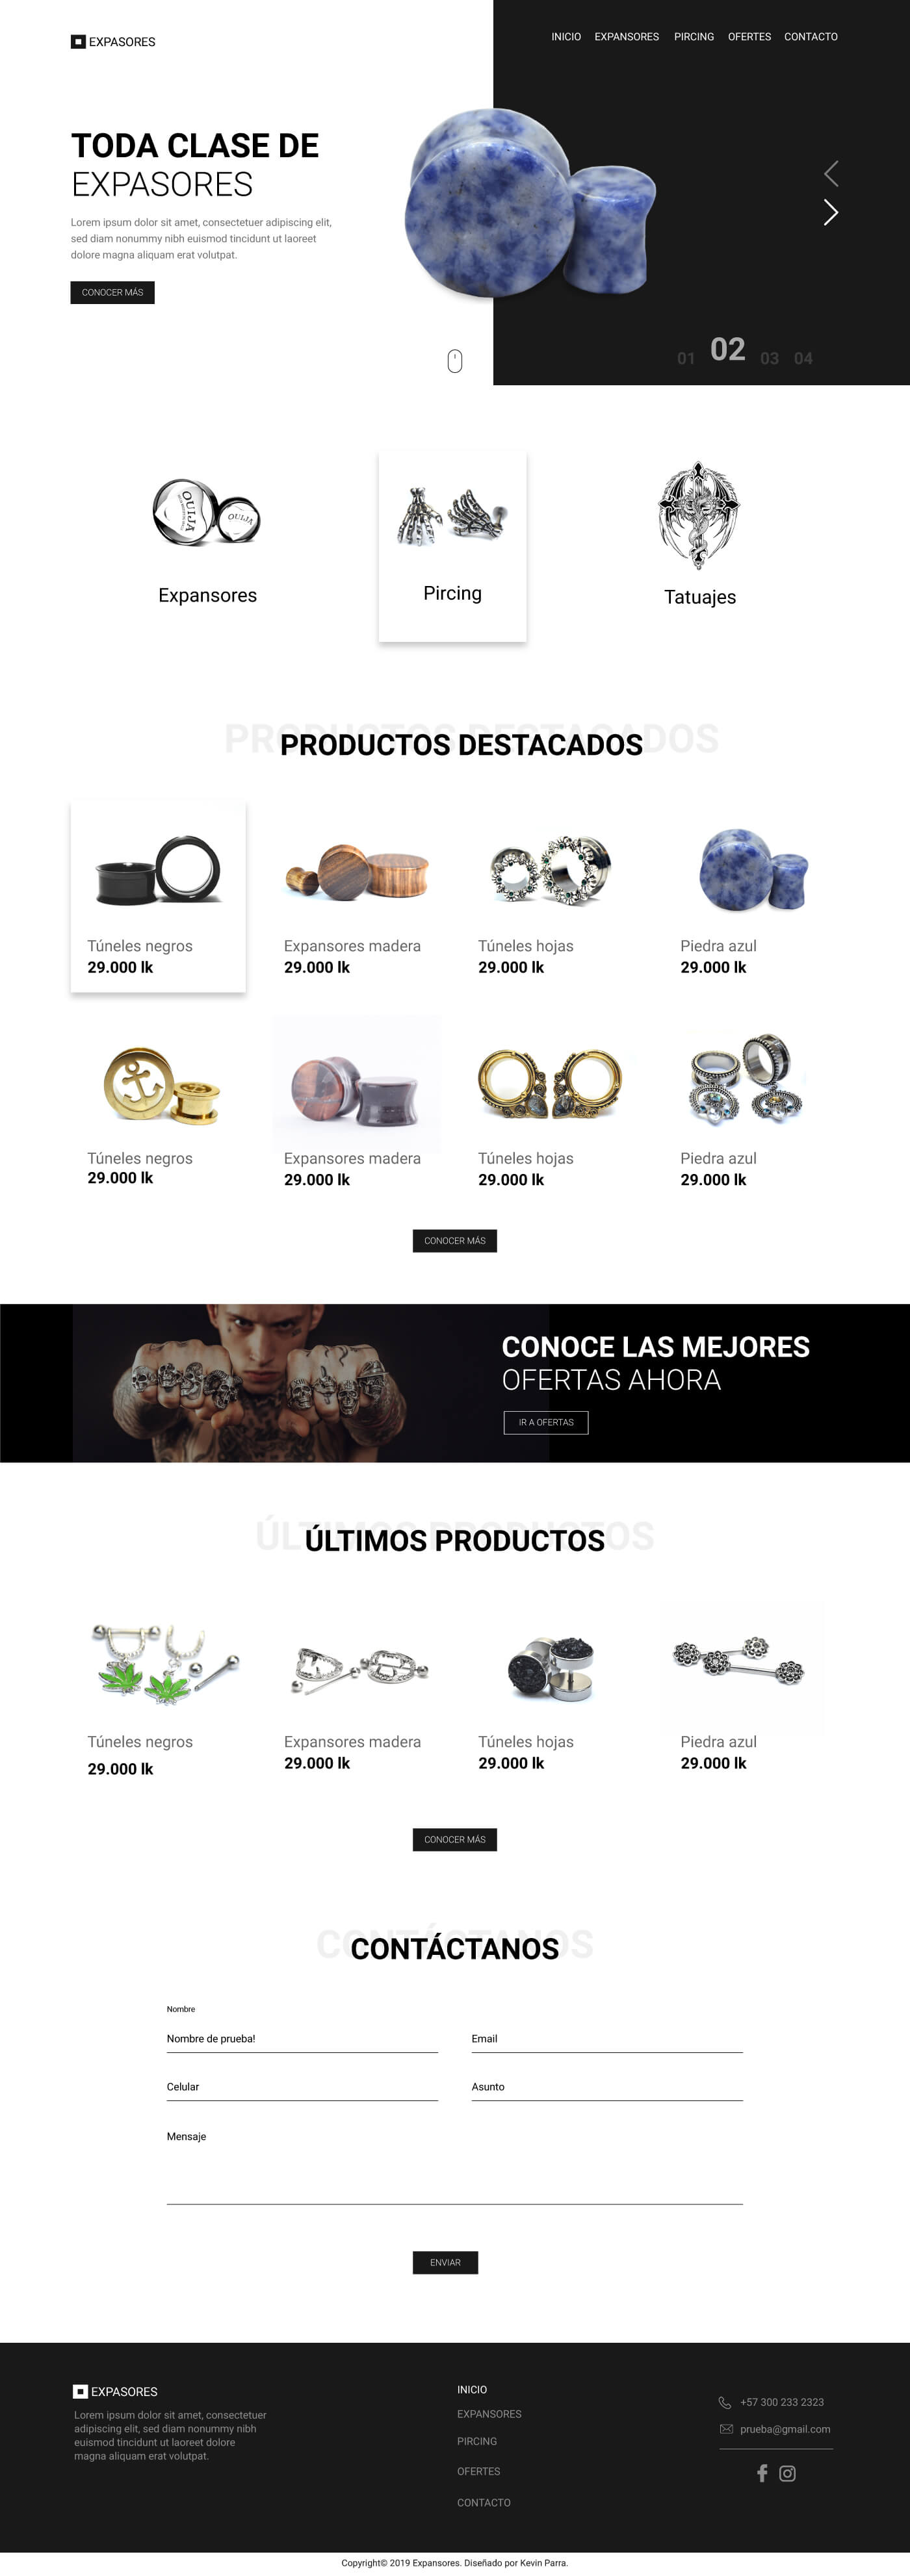 EXPASORES
INICIO EXPANSORES PIRCING OFERTES CONTACTO
TODA CLASE DE
EXPASORES
Lorem ipsum dolor sit amet, consectetuer adipiscing elit,
sed diam nonummy nibh euismod tincidunt ut laoreet
dolore magna aliquam erat volutpat.
CONOCER MÁS
01 02 03 04
OUIJA
OUIJA
Expansores
Pircing
Tatuajes
PRODUCTOS DESTACADOS
PRODUCTOS DESTACADOS
Túneles negros
29.000 lk
Expansores madera
29.000 lk
Túneles hojas
29.000 lk
Piedra azul
29.000 lk
Túneles negros
29.000 lk
Expansores madera
29.000 lk
Túneles hojas
29.000 lk
Piedra azul
29.000 lk
CONOCER MÁS
CONOCE LAS MEJORES
OFERTAS AHORA
IR A OFERTAS
ÚLTIMOS PRODUCTOS
ÚLTIMOS PRODUCTOS
Túneles negros
29.000 lk
Expansores madera
29.000 lk
Túneles hojas
29.000 lk
Piedra azul
29.000 lk
CONOCER MÁS
CONTÁCTANOS
CONTÁCTANOS
Nombre
Nombre de prueba!
Email
Celular
Asunto
Mensaje
ENVIAR
EXPASORES
Lorem ipsum dolor sit amet, consectetuer
adipiscing elit, sed diam nonummy nibh
euismod tincidunt ut laoreet dolore
magna aliquam erat volutpat.
INICIO
EXPANSORES
PIRCING
OFERTES
CONTACTO
+57 300 233 2323
prueba@gmail.com
Copyright© 2019 Expansores. Diseñado por Kevin Parra.